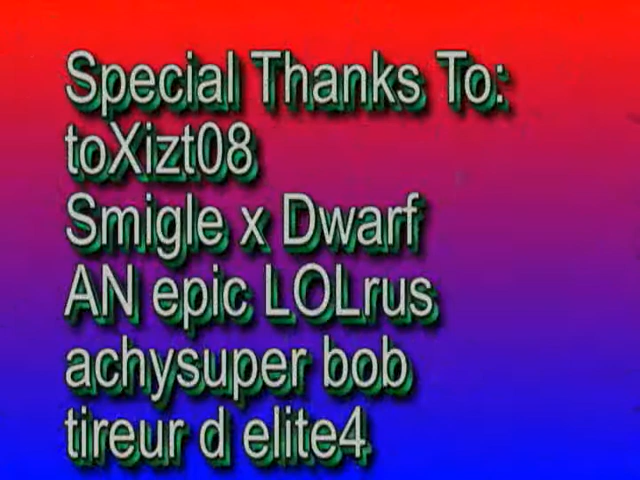 Special Thanks To:
toXizt08
Smigle x Dwarf
AN epic LOLrus
achysuper bob
tireur d elite4